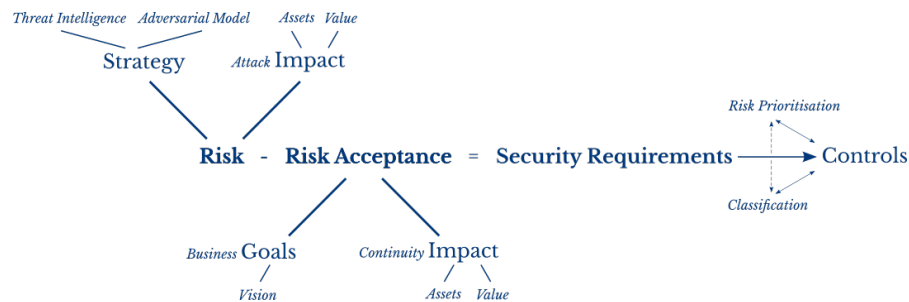 Threat Intelligence Adversarial Model Assets Value
Strategy Attack Impact
Risk Prioritisation
Risk - Risk Acceptance = Security Requirements Controls
Classification
Business Goals Continuity Impact
Vision Assets Value